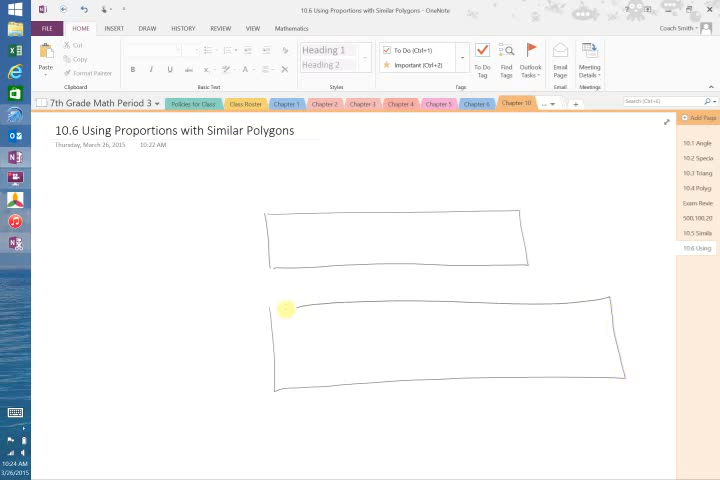 10.6 Using Proportions with Similar Polygons - OneNote
FILE HOME INSERT DRAW HISTORY REVIEW VIEW Mathematics
Coach Smith
Paste
Cut
Copy
Format Painter
Clipboard
B I U
Basic Text
Heading 1
Heading 2
Styles
To Do (Ctrl+1)
Important (Ctrl+2)
Tags
To Do Tag
Find Tags
Outlook Tasks
Email Page
Email
Meeting Details
Meetings
7th Grade Math Period 3
Policies for Class
Class Roster
Chapter 1
Chapter 2
Chapter 3
Chapter 4
Chapter 5
Chapter 6
Chapter 10
Search (Ctrl+E)
10.6 Using Proportions with Similar Polygons
Thursday, March 26, 2015 10:22 AM
Add Page
10.1 Angle
10.2 Specia
10.3 Triang
10.4 Polyg
Exam Revie
500,100,20
10.5 Simila
10.6 Using
10:24 AM
3/26/2015